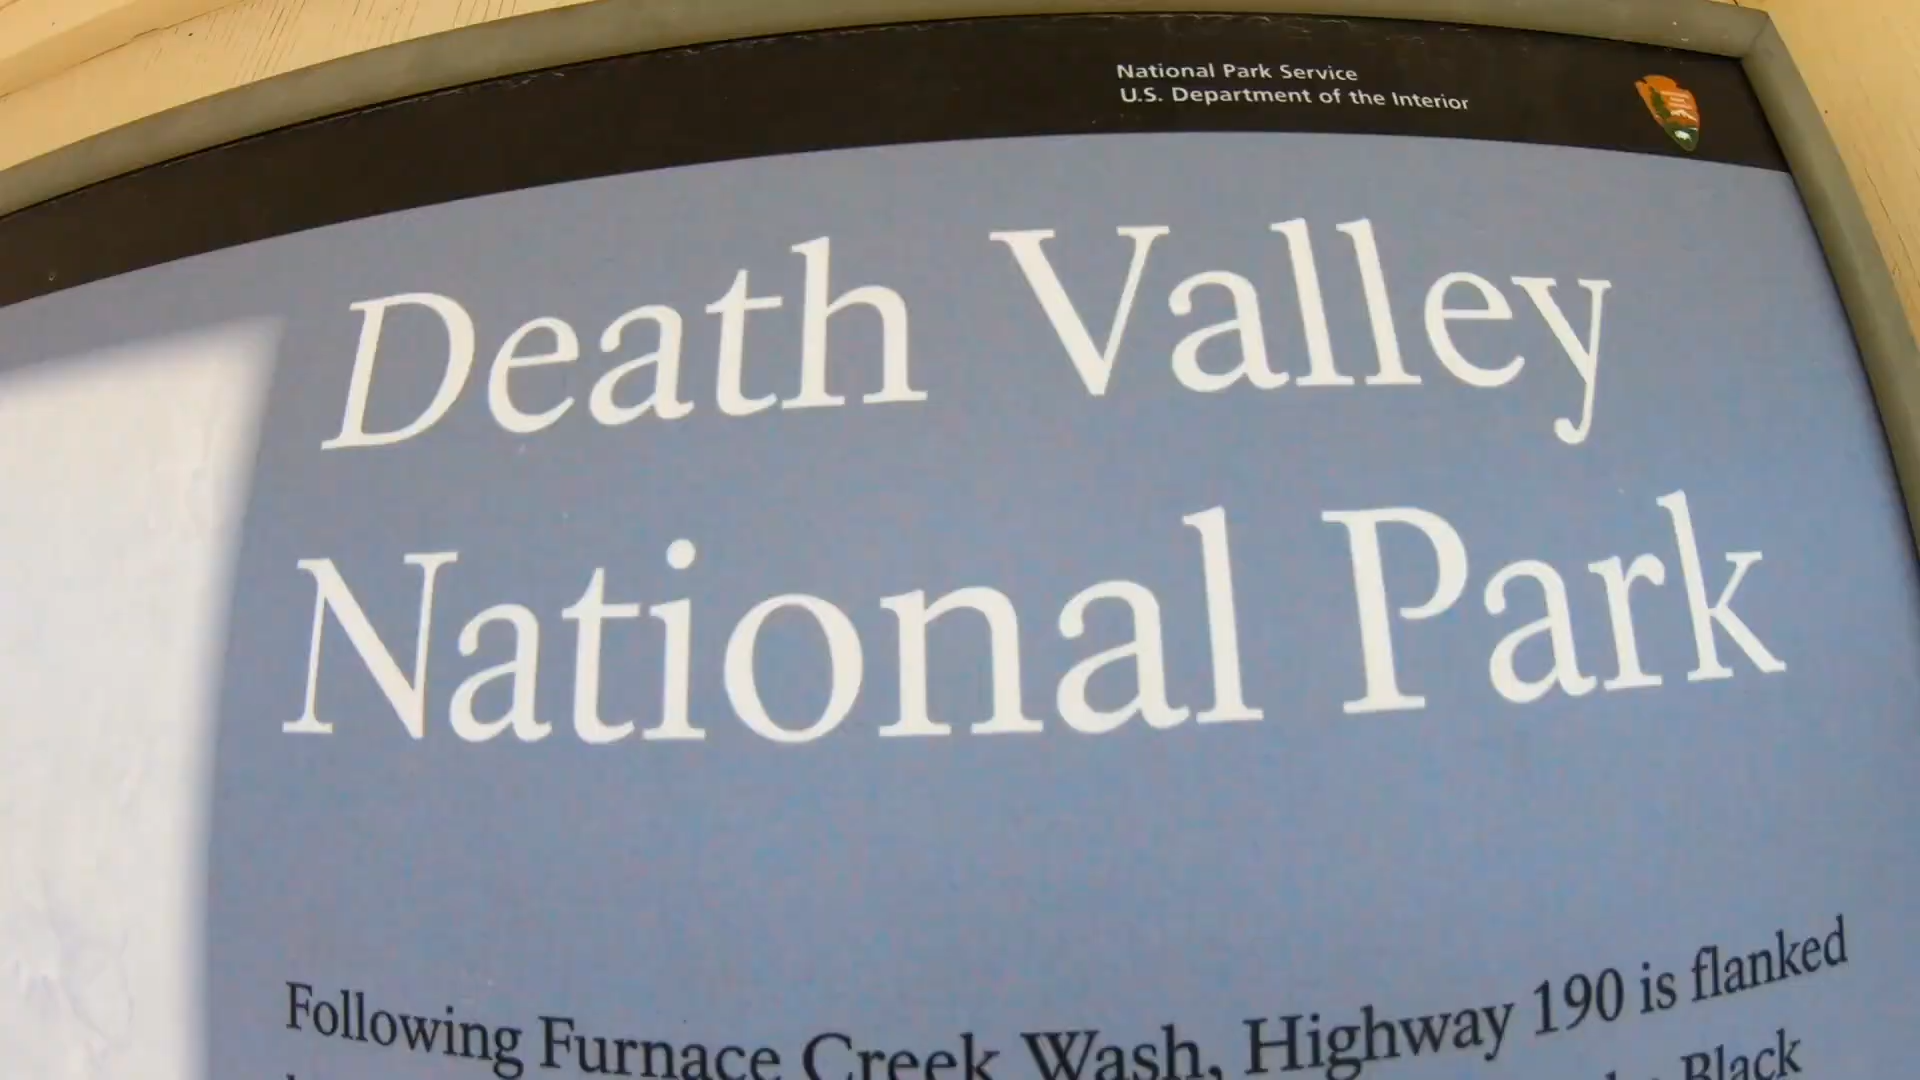 National Park Service
U.S. Department of the Interior
Death Valley
National Park
Following Furnace Creek Wash, Highway 190 is flanked
Black